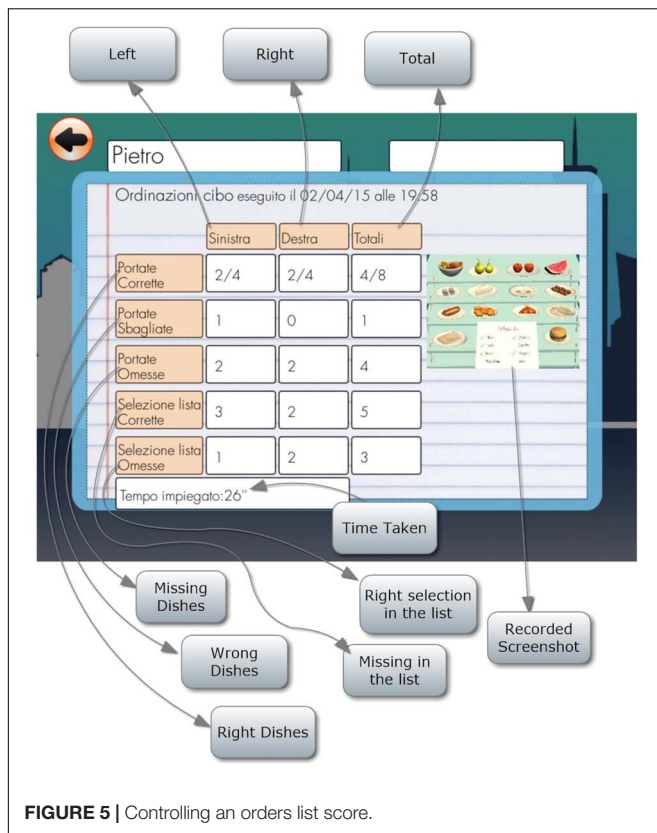 Left Right Total
Pietro
Ordinazioni cibo eseguito il 02/04/15 alle 19:58
Sinistra Destra Totali
Portate
Corrette 2/4 2/4 4/8
Portate
Sbagliate 1 0 1
Portate
Omesse 2 2 4
Selezione lista
Corrette 3 2 5
Selezione lista
Omesse 1 2 3
Tempo impiegato:26"
Time Taken
Missing
Dishes
Right selection
in the list
Recorded
Screenshot
Wrong
Dishes
Missing in
the list
Right Dishes
FIGURE 5 | Controlling an orders list score.